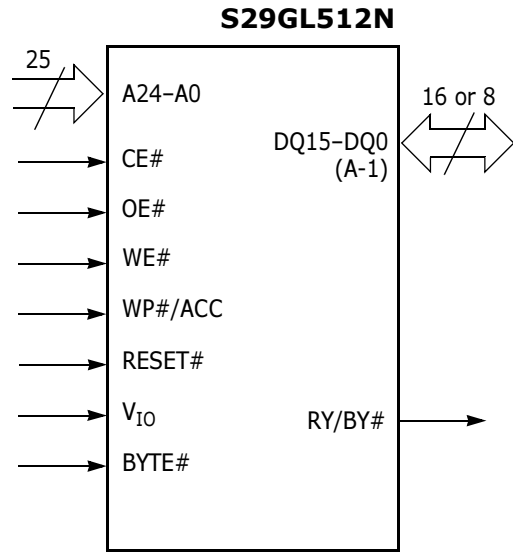 S29GL512N
25
A24–A0
16 or 8
DQ15–DQ0
(A-1)
CE#
OE#
WE#
WP#/ACC
RESET#
VIO
RY/BY#
BYTE#